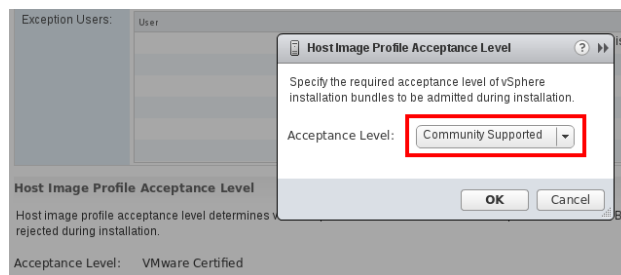 Exception Users:
User
Host Image Profile Acceptance Level
?
Specify the required acceptance level of vSphere
installation bundles to be admitted during installation.
Acceptance Level:
Community Supported
OK
Cancel
Host Image Profile Acceptance Level
Host image profile acceptance level determines
rejected during installation.
Acceptance Level:
VMware Certified